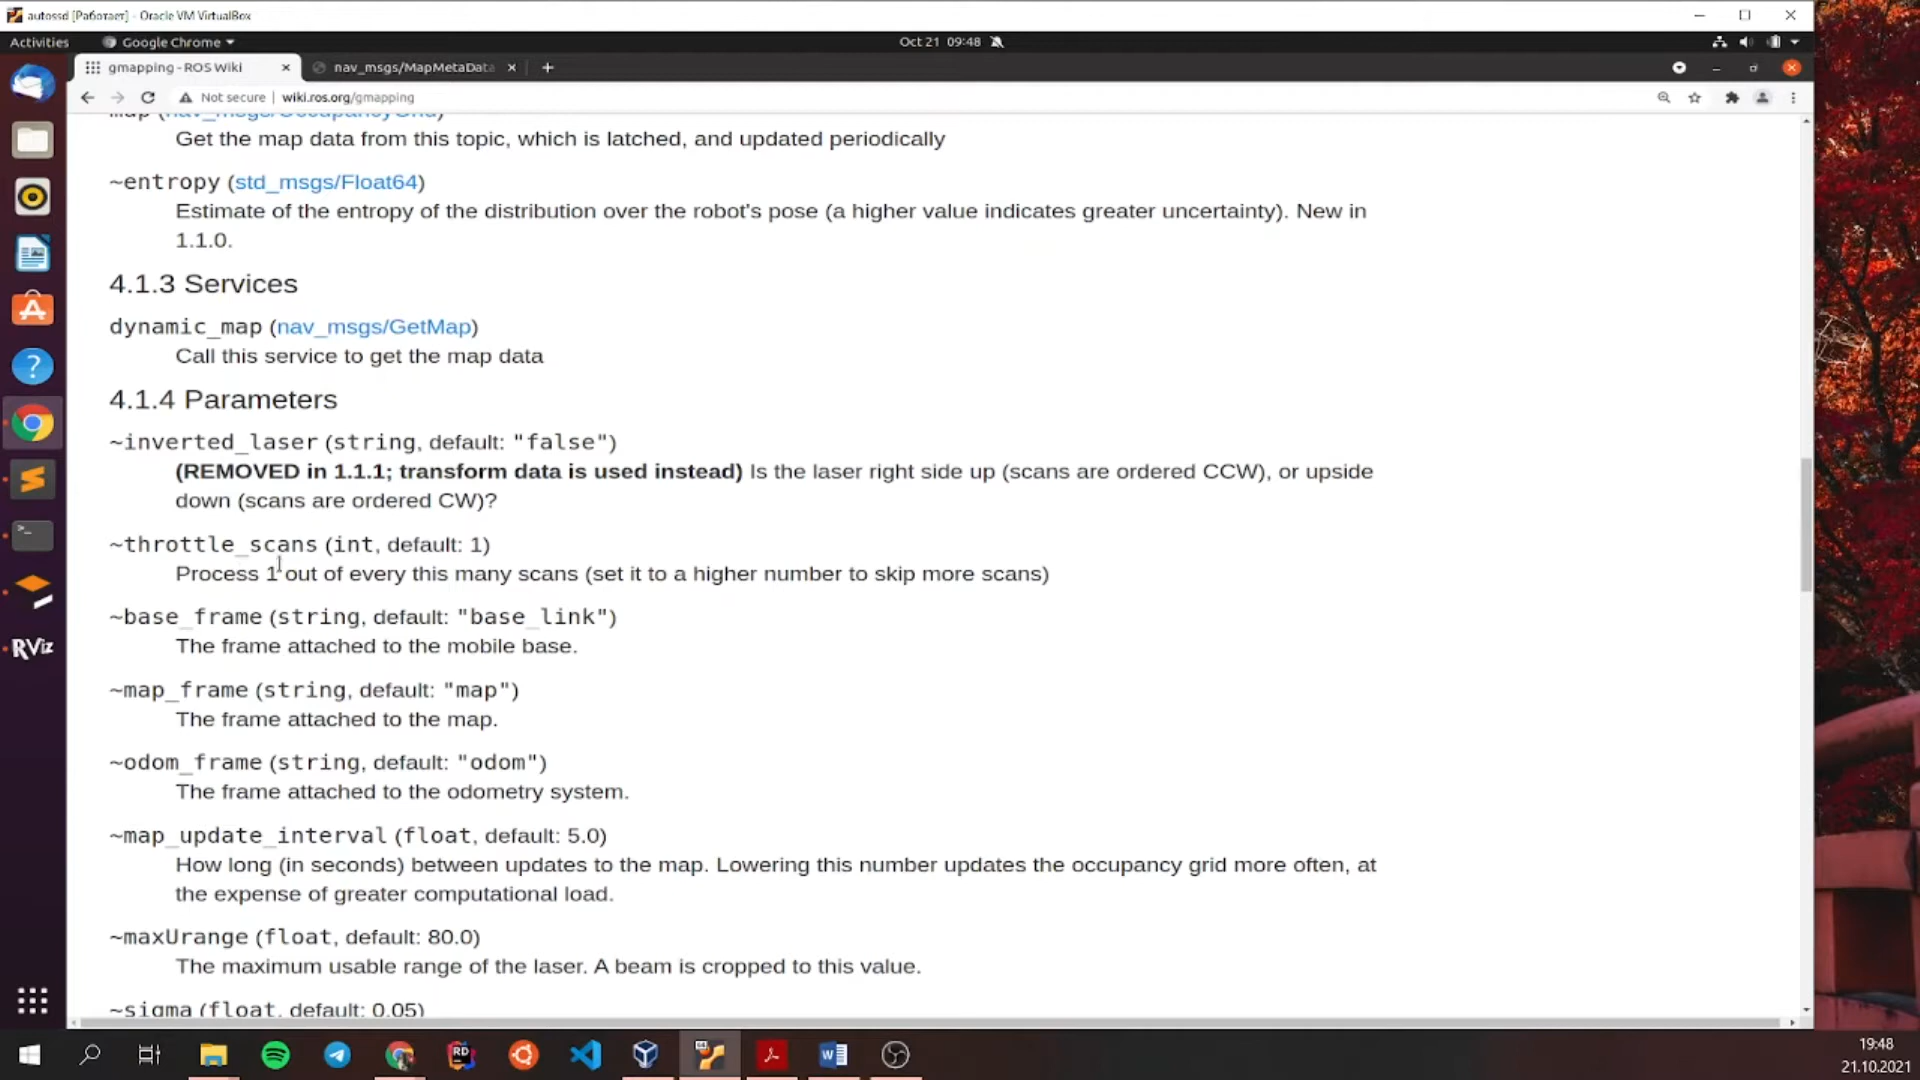 autossd [Работает] - Oracle VM VirtualBox
Activities
Google Chrome
Oct 21 09:48
gmapping - ROS Wiki
nav_msgs/MapMetaData
Not secure | wiki.ros.org/gmapping
map (nav_msgs/OccupancyGrid)
Get the map data from this topic, which is latched, and updated periodically
~entropy (std_msgs/Float64)
Estimate of the entropy of the distribution over the robot's pose (a higher value indicates greater uncertainty). New in
1.1.0.
4.1.3 Services
dynamic_map (nav_msgs/GetMap)
Call this service to get the map data
4.1.4 Parameters
~inverted_laser (string, default: "false")
(REMOVED in 1.1.1; transform data is used instead) Is the laser right side up (scans are ordered CCW), or upside
down (scans are ordered CW)?
~throttle_scans (int, default: 1)
Process 1 out of every this many scans (set it to a higher number to skip more scans)
~base_frame (string, default: "base_link")
The frame attached to the mobile base.
~map_frame (string, default: "map")
The frame attached to the map.
~odom_frame (string, default: "odom")
The frame attached to the odometry system.
~map_update_interval (float, default: 5.0)
How long (in seconds) between updates to the map. Lowering this number updates the occupancy grid more often, at
the expense of greater computational load.
~maxUrange (float, default: 80.0)
The maximum usable range of the laser. A beam is cropped to this value.
~sigma (float, default: 0.05)
RViz
RD
19:48
21.10.2021